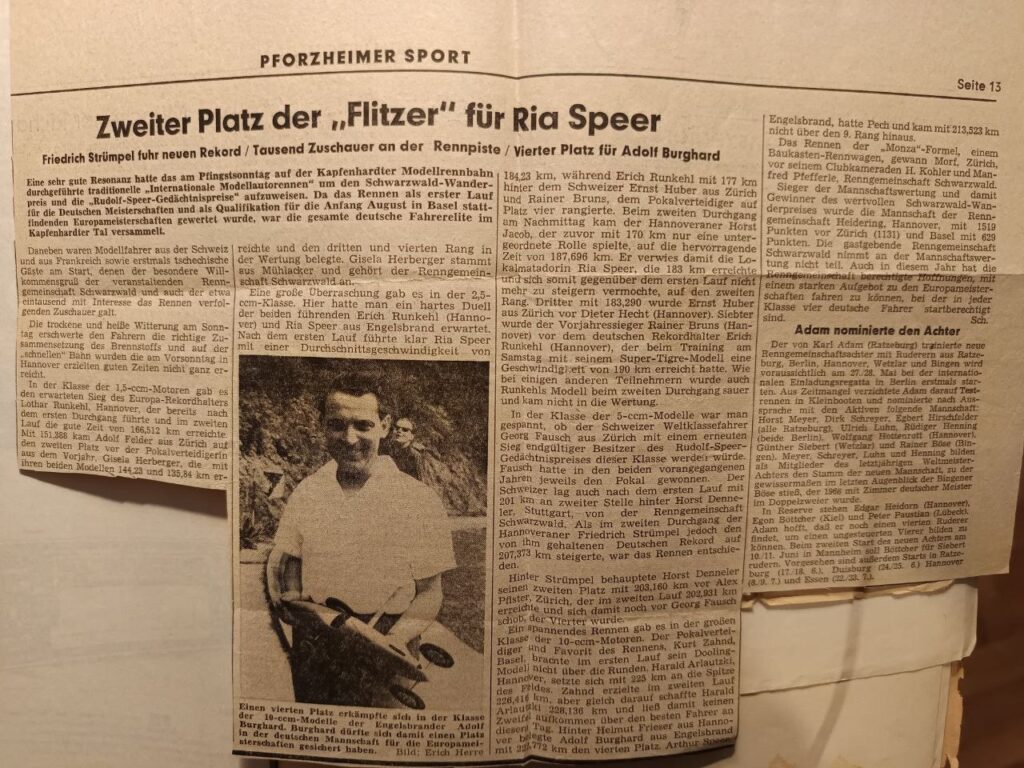 PFORZHEIMER SPORT
Seite 13
Zweiter Platz der „Flitzer" für Ria Speer
Friedrich Strümpel fuhr neuen Rekord / Tausend Zuschauer an der Rennpiste / Vierter Platz für Adolf Burghard
Eine sehr gute Resonanz hatte das am Pfingstsonntag auf der Kapfenhardter Modellrennbahn
durchgeführte traditionelle „Internationale Modellautorennen" um den Schwarzwald-Wander-
preis und die „Rudolf-Speer-Gedächtnispreise" aufzuweisen. Da das Rennen als erster Lauf
für die Deutschen Meisterschaften und als Qualifikation für die Anfang August in Basel statt-
findenden Europameisterschaften gewertet wurde, war die gesamte deutsche Fahrerelite im
Kapfenhardter Tal versammelt.
Daneben waren Modellfahrer aus der Schweiz
und aus Frankreich sowie erstmals tschechische
Gäste am Start, denen der besondere Will-
kommensgruß der veranstaltenden Renn-
gemeinschaft Schwarzwald und auch der etwa
eintausend mit Interesse das Rennen verfol-
genden Zuschauer galt.
Die trockene und heiße Witterung am Sonn-
tag erschwerte den Fahrern die richtige Zu-
sammensetzung des Brennstoffs und auf der
„schnellen" Bahn wurden die am Vorsonntag in
Hannover erzielten guten Zeiten nicht ganz er-
reicht.
In der Klasse der 1,5-ccm-Motoren gab es
den erwarteten Sieg des Europa-Rekordhalters
Lothar Runkehl, Hannover, der bereits nach
dem ersten Durchgang führte und im zweiten
Lauf die gute Zeit von 166,512 km erreichte.
Mit 151,388 kam Adolf Felder aus Zürich auf
den zweiten Platz vor der Pokalverteidigerin
aus dem Vorjahr, Gisela Herberger, die mit
ihren beiden Modellen 144,23 und 135,84 km er-
reichte und den dritten und vierten Rang in
der Wertung belegte. Gisela Herberger stammt
aus Mühlacker und gehört der Renngemein-
schaft Schwarzwald an.
Eine große Überraschung gab es in der 2,5-
ccm-Klasse. Hier hatte man ein hartes Duell
der beiden führenden Erich Runkehl (Hanno-
ver) und Ria Speer aus Engelsbrand erwartet.
Nach dem ersten Lauf führte klar Ria Speer
mit einer Durchschnittsgeschwindigkeit von
Einen vierten Platz erkämpfte sich in der Klasse
der 10-ccm-Modelle der Engelsbrander Adolf
Burghard. Burghard dürfte sich damit einen Platz
in der deutschen Mannschaft für die Europamei-
sterschaften gesichert haben. Bild: Erich Herre
184,23 km, während Erich Runkehl mit 177 km
hinter dem Schweizer Ernst Huber aus Zürich
und Rainer Bruns, dem Pokalverteidiger auf
Platz vier rangierte. Beim zweiten Durchgang
am Nachmittag kam der Hannoveraner Horst
Jacob, der zuvor mit 170 km nur eine unter-
geordnete Rolle spielte, auf die hervorragende
Zeit von 187,696 km. Er verwies damit die Lo-
kalmatadorin Ria Speer, die 183 km erreichte
und sich somit gegenüber dem ersten Lauf nicht
mehr zu steigern vermochte, auf den zweiten
Rang. Dritter mit 183,290 wurde Ernst Huber
aus Zürich vor Dieter Hecht (Hannover). Siebter
wurde der Vorjahressieger Rainer Bruns (Han-
nover) vor dem deutschen Rekordhalter Erich
Runkehl (Hannover), der beim Training am
Samstag mit seinem Super-Tigre-Modell eine
Geschwindigkeit von 190 km erreicht hatte. Wie
bei einigen anderen Teilnehmern wurde auch
Runkehls Modell beim zweiten Durchgang sauer
und kam nicht in die Wertung.
In der Klasse der 5-ccm-Modelle war man
gespannt, ob der Schweizer Weltklassefahrer
Georg Fausch aus Zürich mit einem erneuten
Sieg endgültiger Besitzer des Rudolf-Speer-
Gedächtnispreises dieser Klasse werden würde.
Fausch hatte in den beiden vorangegangenen
Jahren jeweils den Pokal gewonnen. Der
Schweizer lag auch nach dem ersten Lauf mit
201 km an zweiter Stelle hinter Horst Denne-
ler, Stuttgart, von der Renngemeinschaft
Schwarzwald. Als im zweiten Durchgang der
Hannoveraner Friedrich Strümpel jedoch den
von ihm gehaltenen Deutschen Rekord auf
207,373 km steigerte, war das Rennen entschie-
den.
Hinter Strümpel behauptete Horst Denneler
seinen zweiten Platz mit 203,160 km vor Alex
Pfister, Zürich, der im zweiten Lauf 202,931 km
erreichte und sich damit noch vor Georg Fausch
schob, der Vierter wurde.
Ein spannendes Rennen gab es in der großen
Klasse der 10-ccm-Motoren. Der Pokalvertei-
diger und Favorit des Rennens, Kurt Zahnd,
Basel, brachte im ersten Lauf sein Dooling-
Modell nicht über die Runden. Harald Arlautzki,
Hannover, setzte sich mit 225 km an die Spitze
des Feldes. Zahnd erzielte im zweiten Lauf
226,416 km, aber gleich darauf schaffte Harald
Arlautzki 228,136 km und ließ damit keinen
Zweifel aufkommen über den besten Fahrer an
diesem Tag. Hinter Helmut Frieser aus Hanno-
ver belegte Adolf Burghard aus Engelsbrand
mit 222,772 km den vierten Platz. Arthur
Engelsbrand, hatte Pech und kam mit 213,523 km
nicht über den 9. Rang hinaus.
Das Rennen der „Monza"-Formel, einem
Baukasten-Rennwagen, gewann Morf, Zürich,
vor seinem Clubkameraden H. Kohler und Man-
fred Pfefferle, Renngemeinschaft Schwarzwald.
Sieger der Mannschaftswertung und damit
Gewinner des wertvollen Schwarzwald-Wan-
derpreises wurde die Mannschaft der Renn-
gemeinschaft Heidering, Hannover, mit 1519
Punkten vor Zürich (1131) und Basel mit 629
Punkten. Die gastgebende Renngemeinschaft
Schwarzwald nimmt an der Mannschaftswer-
tung nicht teil. Auch in diesem Jahr hat die
Renngemeinschaft berechtigte Hoffnungen, mit
einem starken Aufgebot zu den Europameister-
schaften fahren zu können, bei der in jeder
Klasse vier deutsche Fahrer startberechtigt
sind. Sch.
Adam nominierte den Achter
Der von Karl Adam (Ratzeburg) trainierte neue
Renngemeinschaftsachter mit Ruderern aus Ratze-
burg, Berlin, Hannover, Wetzlar und Bingen wird
voraussichtlich am 27./28. Mai bei der internatio-
nalen Einladungsregatta in Berlin erstmals star-
ten. Aus Zeitmangel verzichtete Adam darauf Test-
rennen in Kleinbooten und nominierte nach Aus-
sprache mit den Aktiven folgende Mannschaft:
Horst Meyer, Dirk Schreyer, Egbert Hirschfelder
(alle Ratzeburg), Ulrich Luhn, Rüdiger Henning
(beide Berlin), Wolfgang Hottenrott (Hannover),
Günther Siebert (Wetzlar) und Rainer Böse (Bin-
gen). Meyer, Schreyer, Luhn und Henning bilden
als Mitglieder des letztjährigen Weltmeister-
Achters den Stamm der neuen Mannschaft, zu der
gewissermaßen im letzten Augenblick der Bingener
Böse stieß, der 1966 mit Zimmer deutscher Meister
im Doppelzweier wurde.
In Reserve stehen Edgar Heidorn (Hannover),
Egon Böttcher (Kiel) und Peter Faustian (Lübeck).
Adam hofft, daß er noch einen vierten Ruderer
findet, um einen ungesteuerten Vierer bilden zu
können. Beim zweiten Start des neuen Achters am
10./11. Juni in Mannheim soll Böttcher für Siebert
rudern. Vorgesehen sind außerdem Starts in Ratze-
burg (17./18. 6.), Duisburg (24./25. 6.) Hannover
(8./9. 7.) und Essen (22./23. 7.).